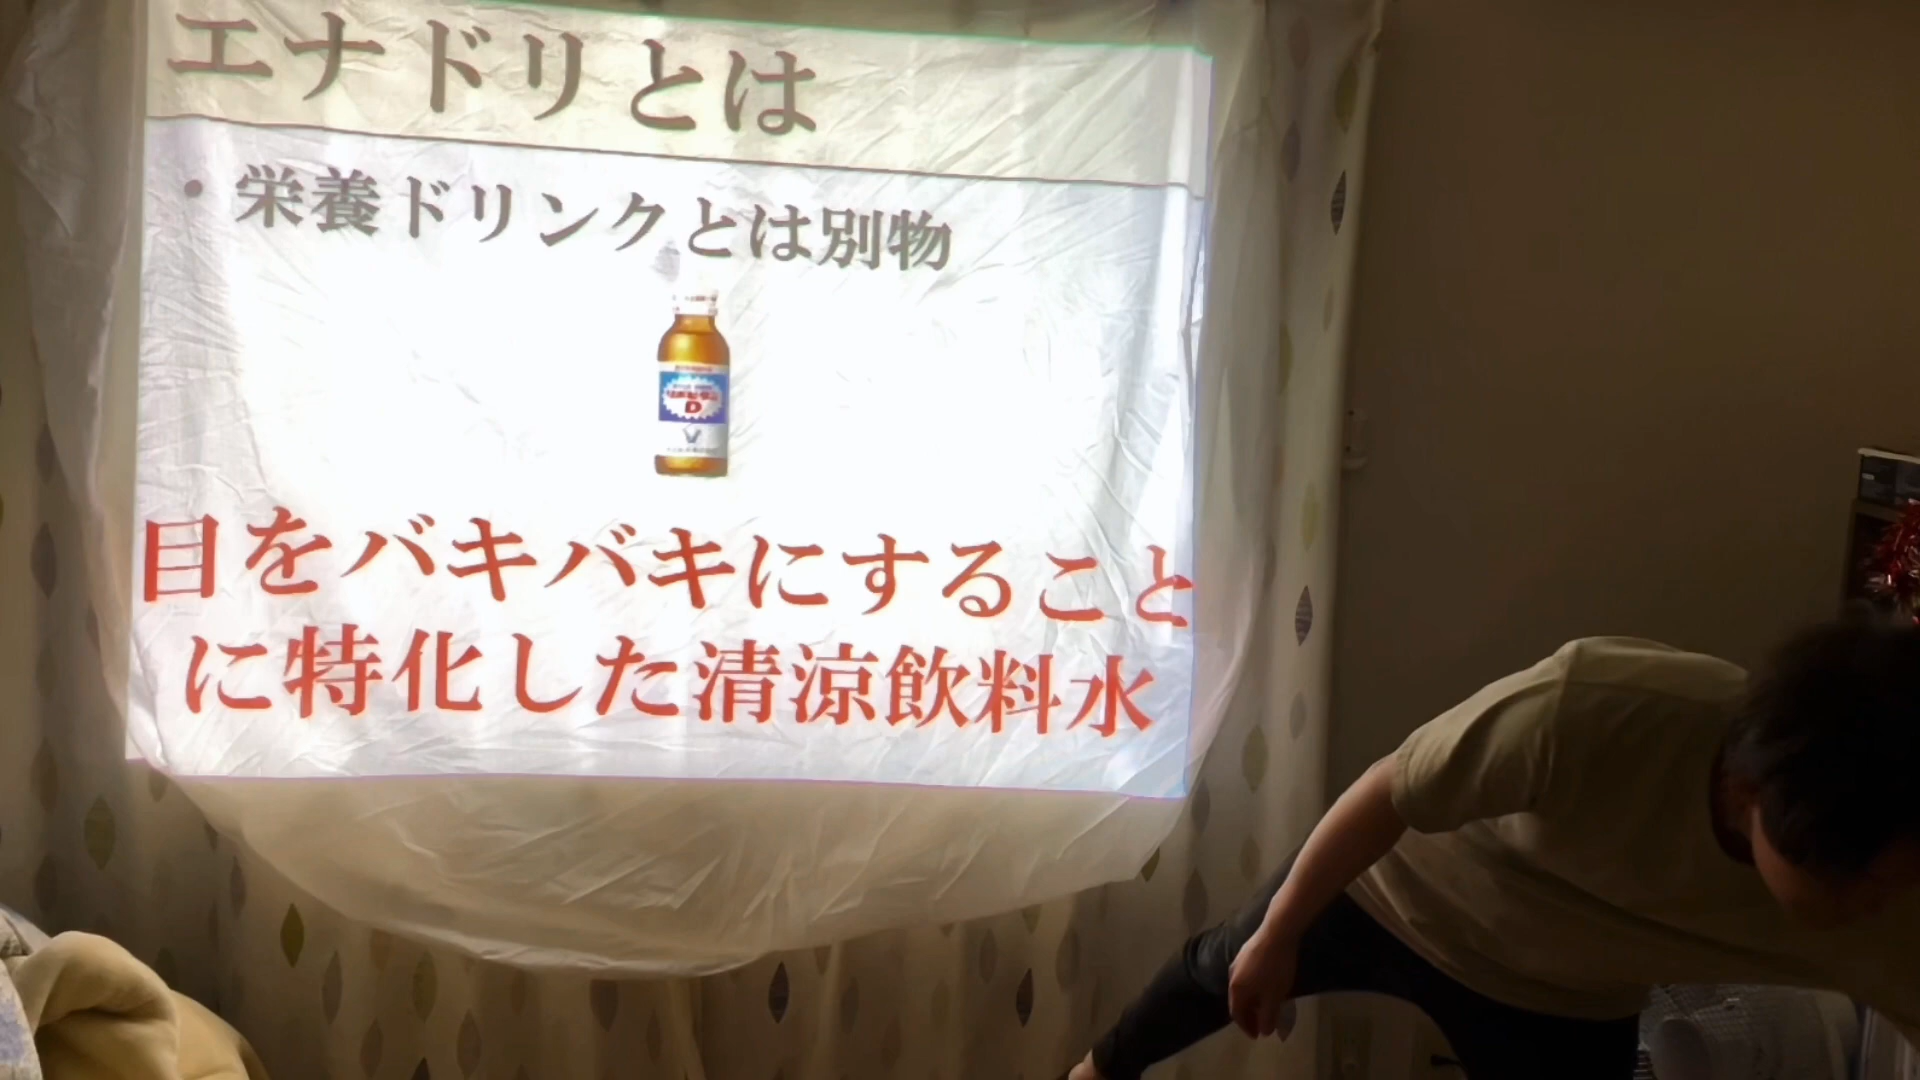 エナドリとは
・栄養ドリンクとは別物
D
目をバキバキにすること
に特化した清涼飲料水